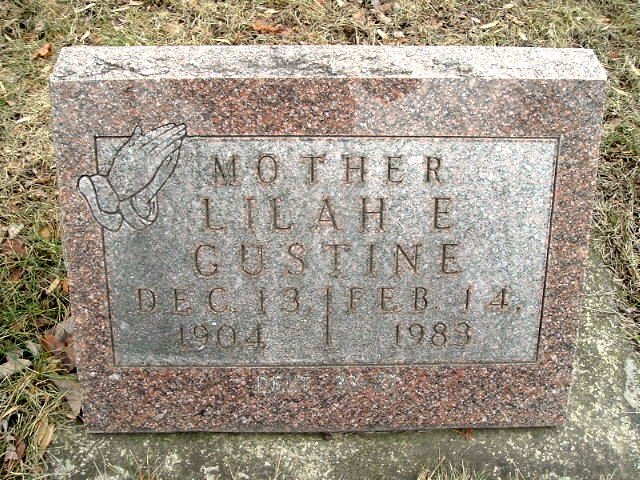 MOTHER
LILAH E
GUSTINE
DEC. 13, FEB. 14,
1904 1983